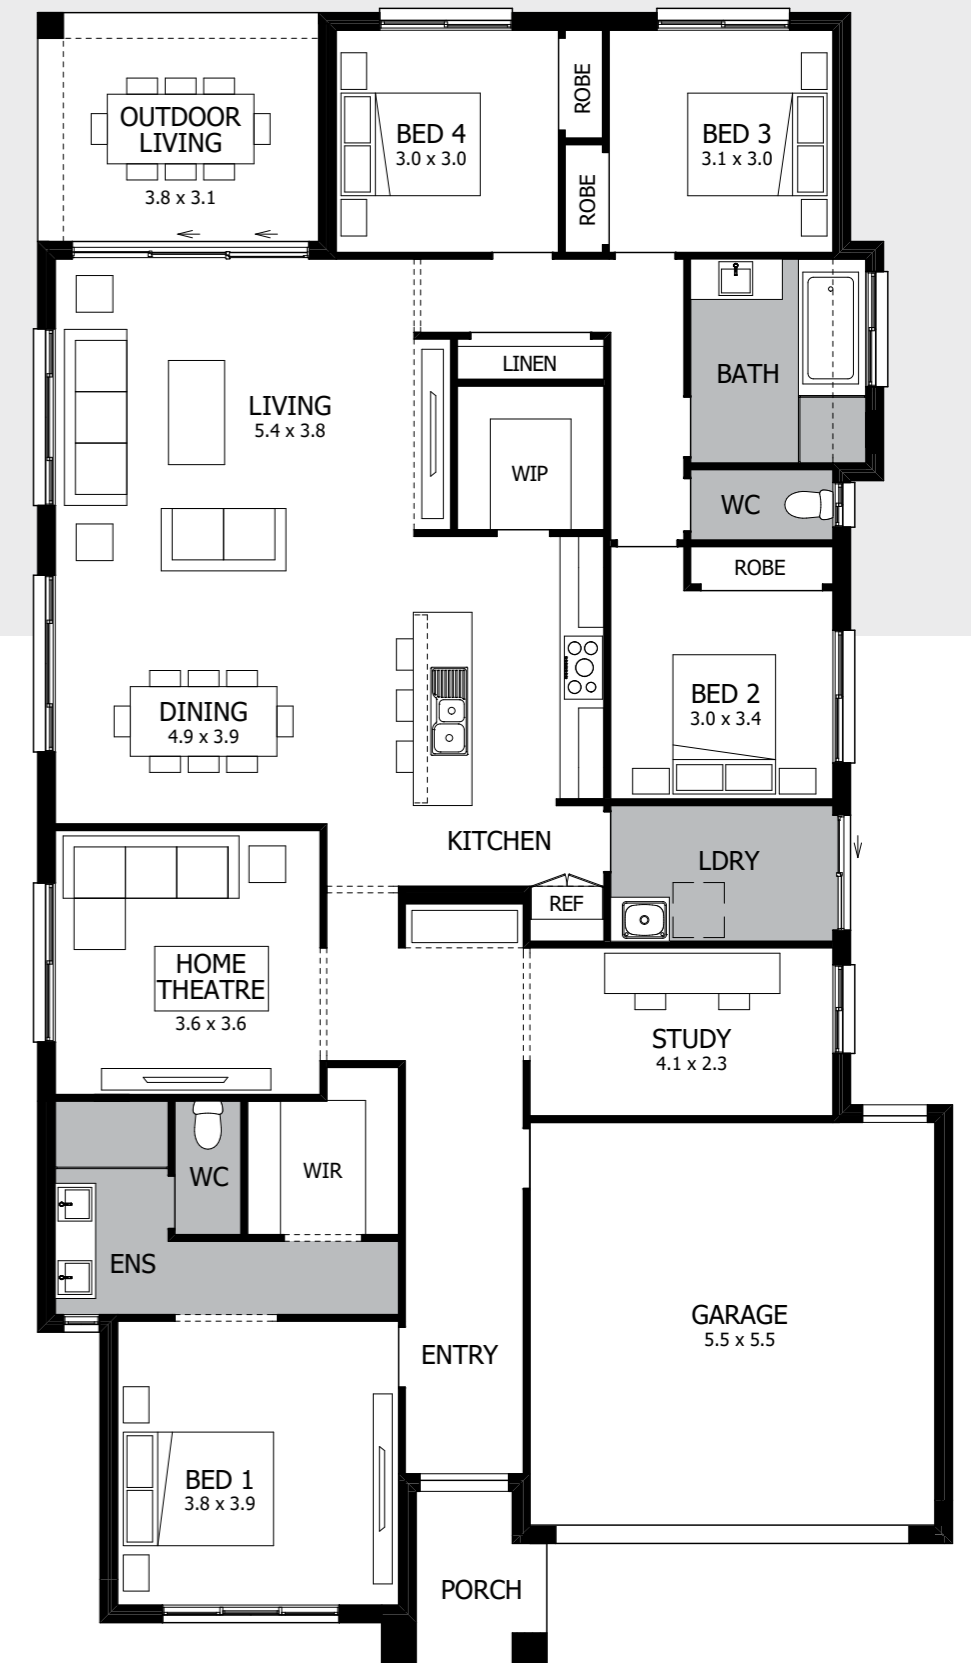 OUTDOOR
LIVING
3.8 x 3.1
BED 4
3.0 x 3.0
ROBE
ROBE
BED 3
3.1 x 3.0
LIVING
5.4 x 3.8
LINEN
WIP
BATH
WC
ROBE
BED 2
3.0 x 3.4
DINING
4.9 x 3.9
KITCHEN
LDRY
REF
HOME
THEATRE
3.6 x 3.6
STUDY
4.1 x 2.3
WC
WIR
ENS
GARAGE
5.5 x 5.5
ENTRY
BED 1
3.8 x 3.9
PORCH